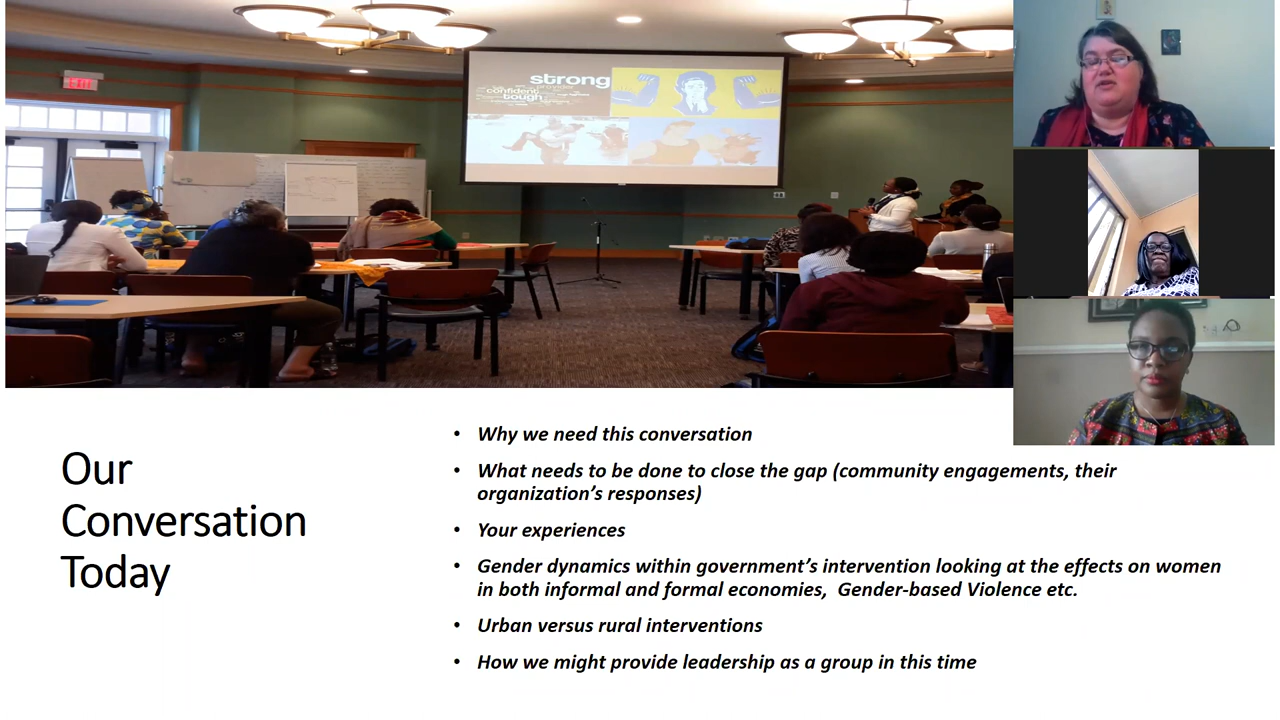 EXIT
strong
provider
confident
tough
Our
Conversation
Today
• Why we need this conversation
• What needs to be done to close the gap (community engagements, their
organization’s responses)
• Your experiences
• Gender dynamics within government’s intervention looking at the effects on women
in both informal and formal economies,  Gender-based Violence etc.
• Urban versus rural interventions
• How we might provide leadership as a group in this time